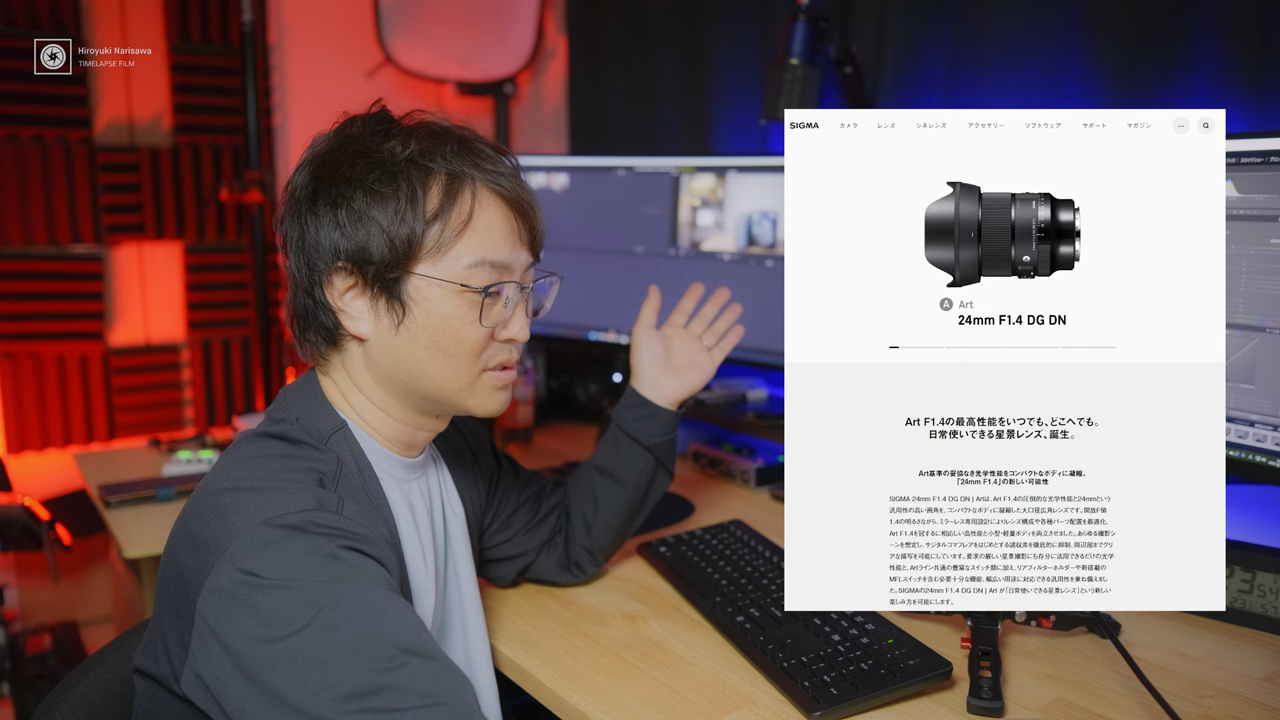 Hiroyuki Narisawa
TIMELAPSE FILM
SIGMA カメラ レンズ シネレンズ アクセサリー ソフトウェア サポート マガジン
A Art
24mm F1.4 DG DN
Art F1.4の最高性能をいつでも、どこへでも。
日常使いできる星景レンズ、誕生。
Art基準の妥協なき光学性能をコンパクトなボディに凝縮、
「24mm F1.4」の新しい可能性
SIGMA 24mm F1.4 DG DN | Artは、Art F1.4の圧倒的な光学性能と24mmという
汎用性の高い画角を、コンパクトなボディに凝縮した大口径広角レンズです。開放F値
1.4の明るさながら、ミラーレス専用設計によりレンズ構成や各種パーツ配置を最適化、
Art F1.4を冠するに相応しい高性能と小型・軽量ボディを両立させました。あらゆる撮影シ
ーンを想定し、サジタルコマフレアをはじめとする諸収差を徹底的に抑制、周辺部までクリ
アな描写を可能にしています。要求の厳しい星景撮影にも存分に活用できるだけの光学
性能と、Artライン共通の豊富なスイッチ類に加え、リアフィルターホルダーや新搭載の
MFLスイッチを含む必要十分な機能、幅広い用途に対応できる汎用性を兼ね備えまし
た。SIGMAの24mm F1.4 DG DN | Art が「日常使いできる星景レンズ」という新しい
楽しみ方を可能にします。